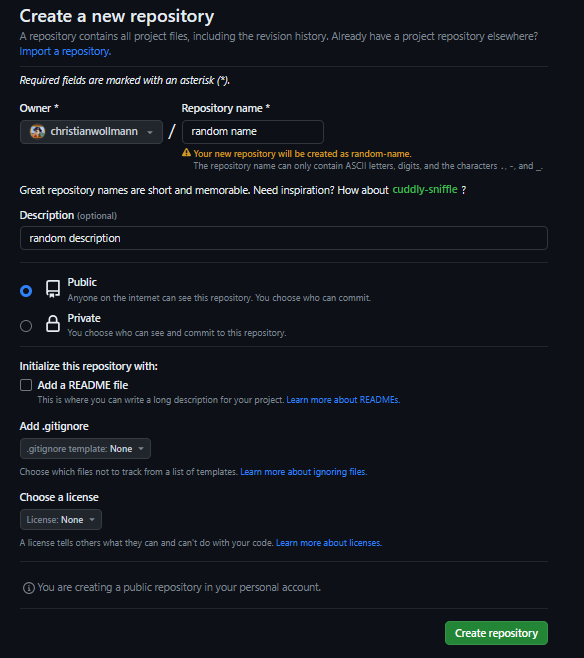 Create a new repository
A repository contains all project files, including the revision history. Already have a project repository elsewhere?
Import a repository.
Required fields are marked with an asterisk (*).
Owner * Repository name *
christianwollmann / random name
Your new repository will be created as random-name.
The repository name can only contain ASCII letters, digits, and the characters ., -, and _.
Great repository names are short and memorable. Need inspiration? How about cuddly-sniffle ?
Description (optional)
random description
Public
Anyone on the internet can see this repository. You choose who can commit.
Private
You choose who can see and commit to this repository.
Initialize this repository with:
Add a README file
This is where you can write a long description for your project. Learn more about READMEs.
Add .gitignore
.gitignore template: None
Choose which files not to track from a list of templates. Learn more about ignoring files.
Choose a license
License: None
A license tells others what they can and can't do with your code. Learn more about licenses.
You are creating a public repository in your personal account.
Create repository